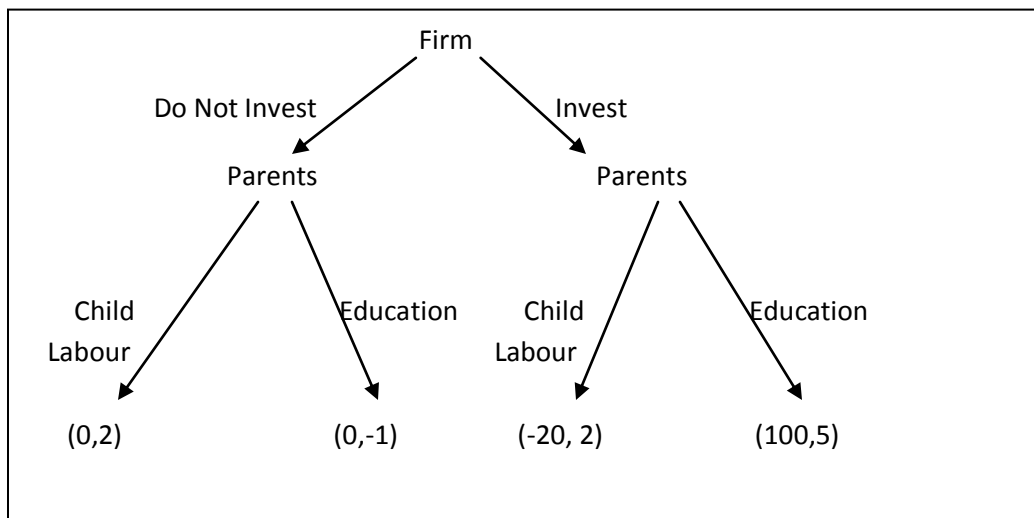 Firm
Do Not Invest
Invest
Parents
Parents
Child
Labour
Education
Child
Labour
Education
(0,2)
(0,-1)
(-20, 2)
(100,5)